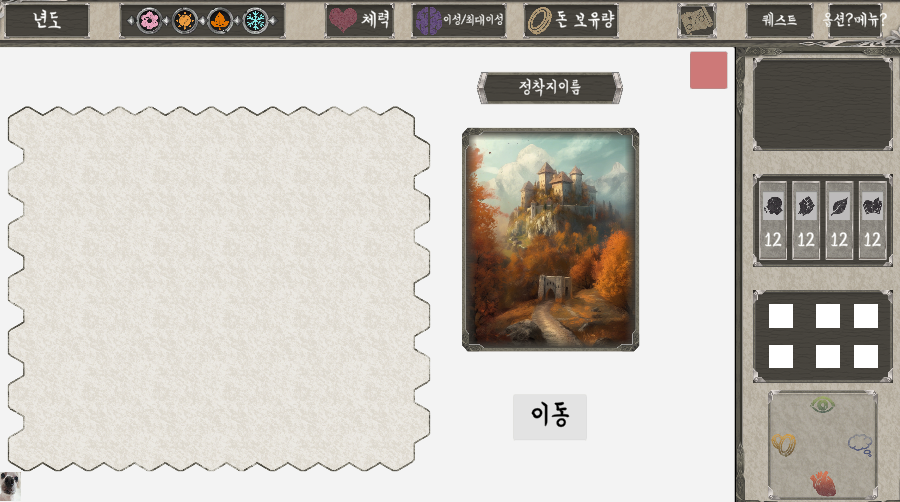 년도
체력
이성/최대이성
돈 보유량
퀘스트
옵션?메뉴?
정착지이름
12 12 12 12
이동